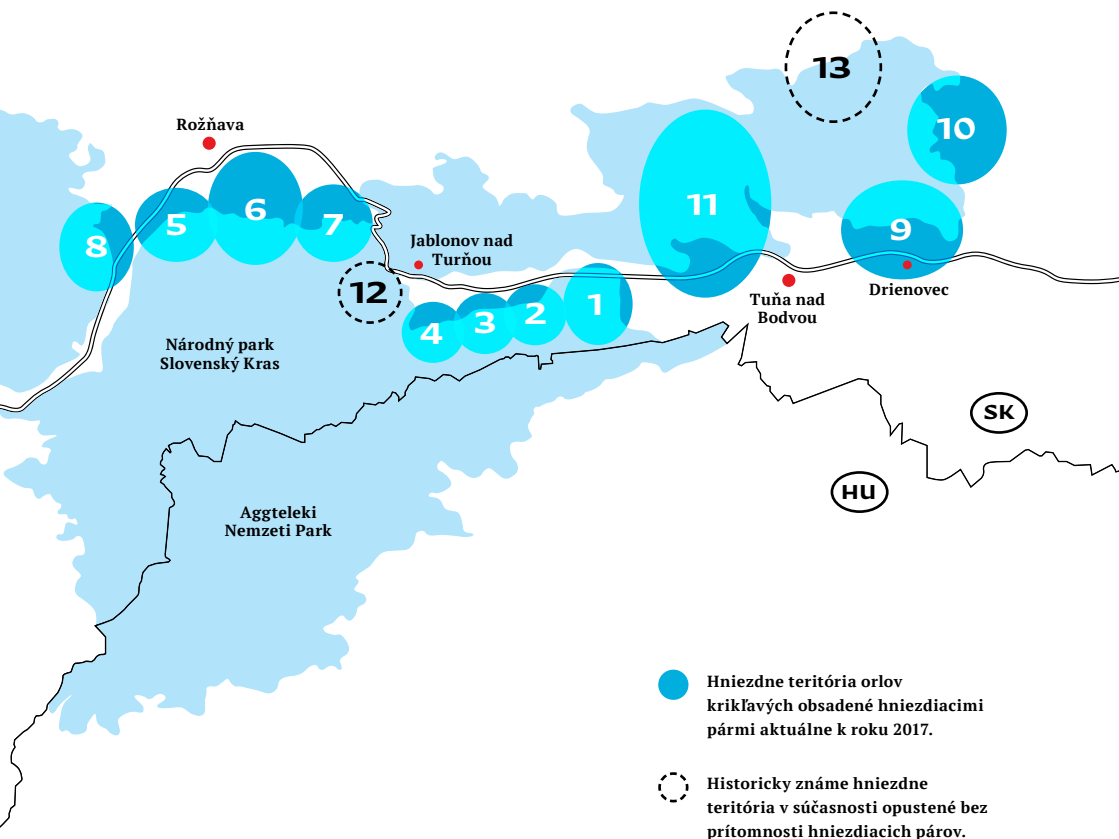 13
10
Rožňava
11
6
5
7
9
8
Jablonov nad
Turňou
Drienovec
12
1
Tuňa nad
Bodvou
2
3
4
Národný park
Slovenský Kras
SK
HU
Aggteleki
Nemzeti Park
Hniezdne teritória orlov
krikľavých obsadené hniezdiacimi
pármi aktuálne k roku 2017.
Historicky známe hniezdne
teritória v súčasnosti opustené bez
prítomnosti hniezdiacich párov.